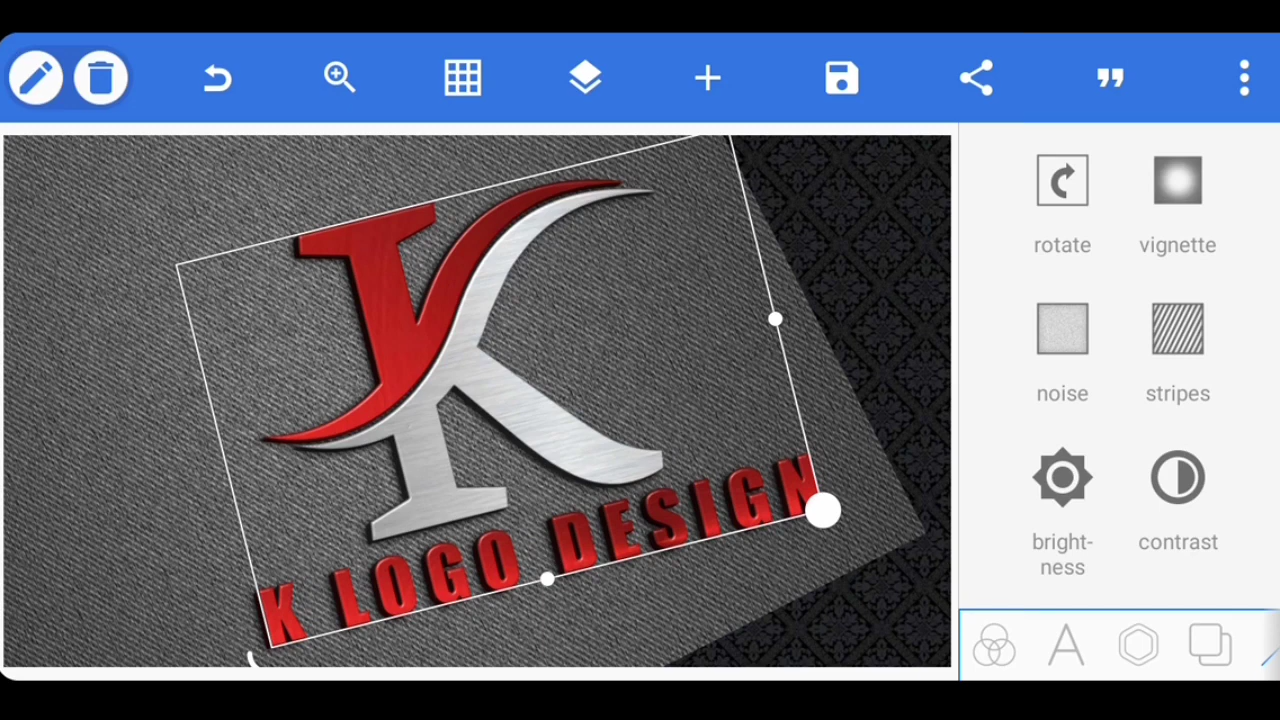 rotate
vignette
noise
stripes
bright-
ness
contrast
K
K LOGO DESIGN